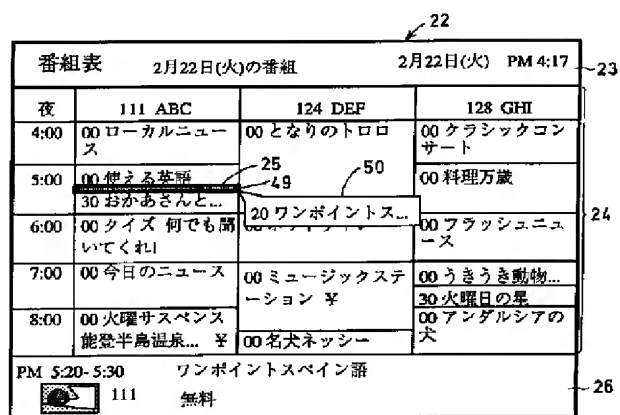 22
番組表 2月22日(火)の番組 2月22日(火) PM 4:17
23
夜 111 ABC 124 DEF 128 GHI
4:00 00 ローカルニュー
ス
00 となりのトロロ
00 クラシックコン
サート
5:00 00 使える英語
25
49
50
30 おかあさんと...
20 ワンポイントス...
00 料理万歳
24
6:00 00 クイズ 何でも聞
いてくれ!
00 フラッシュニュ
ース
7:00 00 今日のニュース
00 ミュージックステ
ーション ¥
00 うきうき動物...
30 火曜日の星
8:00 00 火曜サスペンス
能登半島温泉... ¥
00 名犬ネッシー
00 アンダルシアの
犬
PM 5:20-5:30 ワンポイントスペイン語
111 無料
26